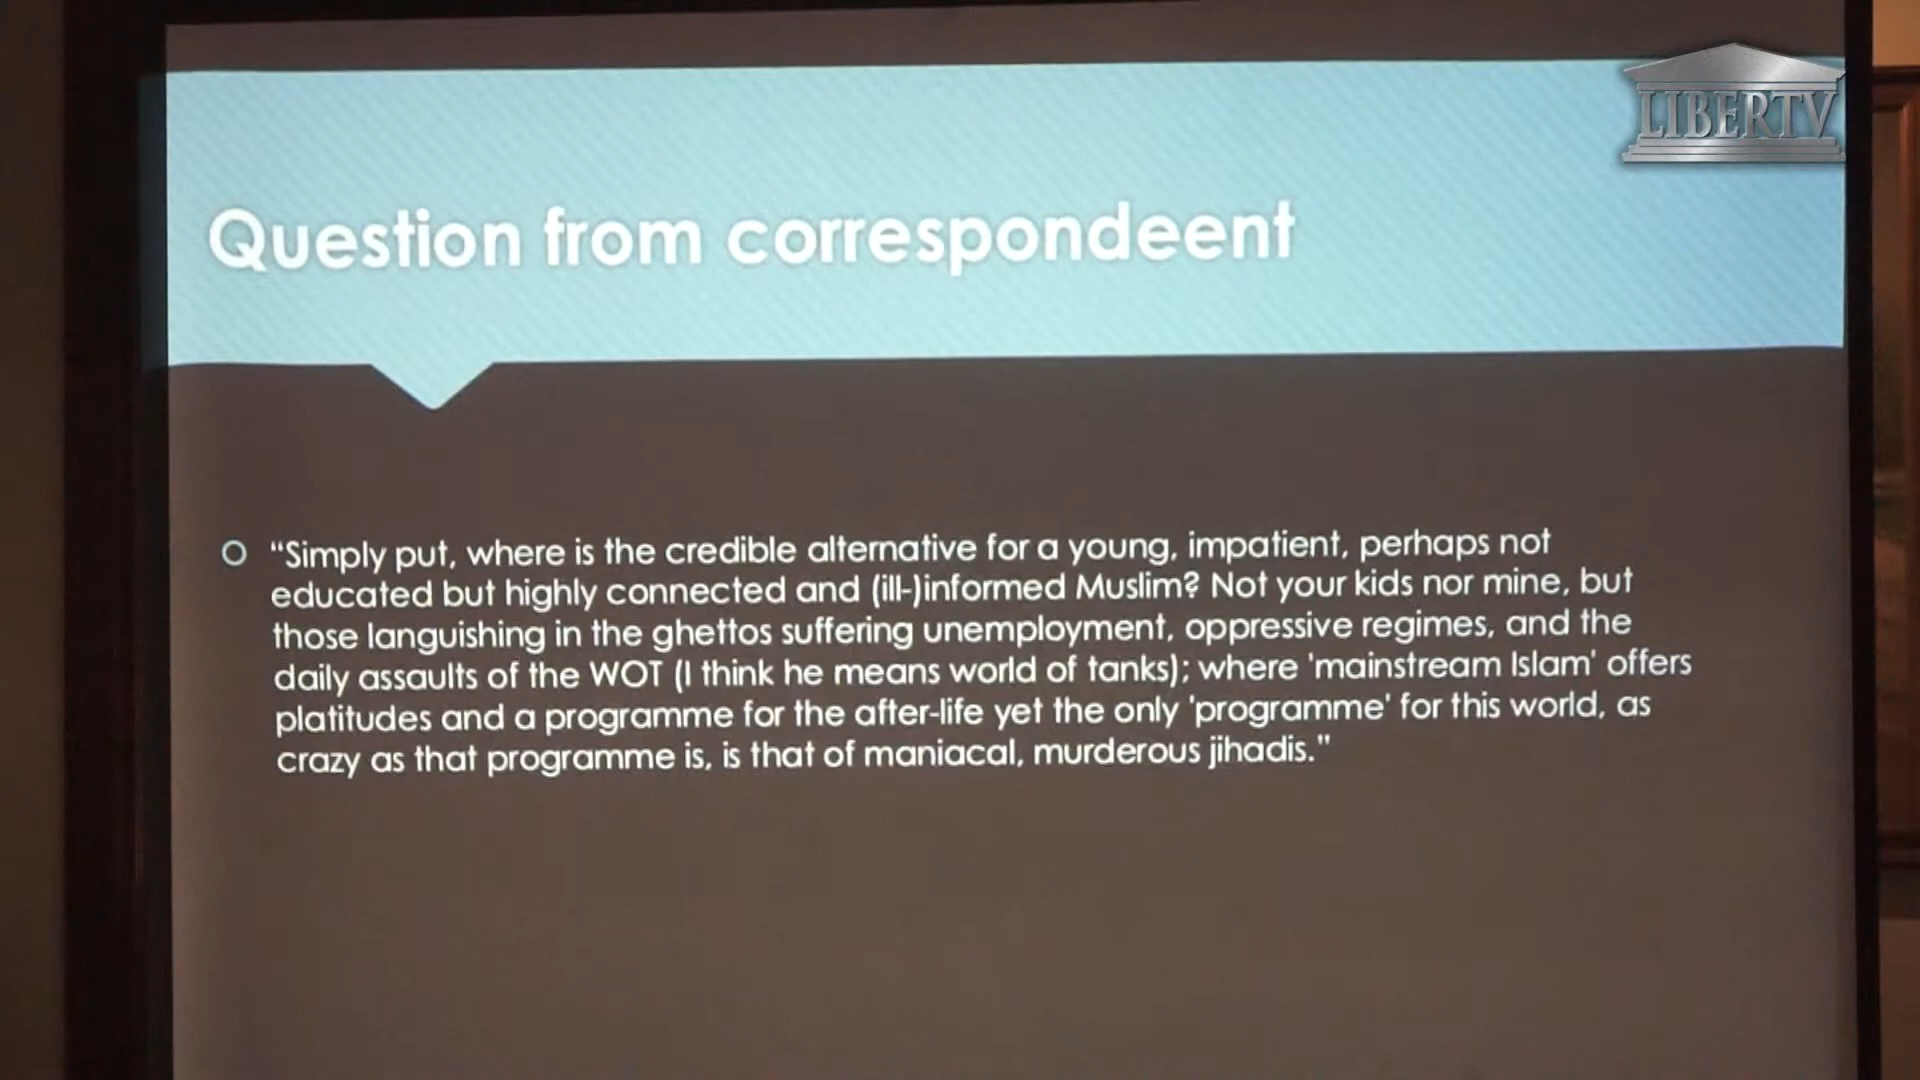 LIBERTV
Question from correspondeent
"Simply put, where is the credible alternative for a young, impatient, perhaps not
educated but highly connected and (ill-)informed Muslim? Not your kids nor mine, but
those languishing in the ghettos suffering unemployment, oppressive regimes, and the
daily assaults of the WOT (I think he means world of tanks); where 'mainstream Islam' offers
platitudes and a programme for the after-life yet the only 'programme' for this world, as
crazy as that programme is, is that of maniacal, murderous jihadis."